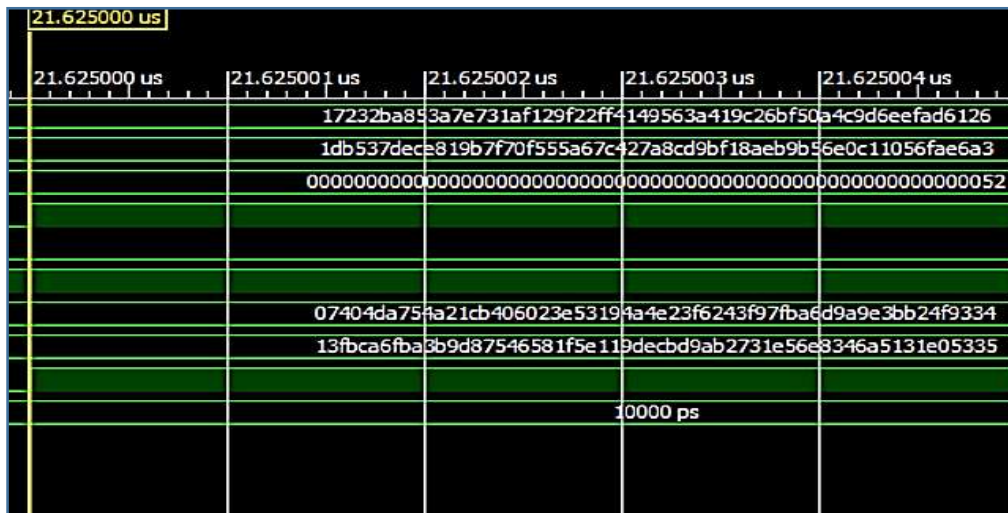 21.625000 us
21.625000 us 21.625001 us 21.625002 us 21.625003 us 21.625004 us
17232ba853a7e731af129f22ff4149563a419c26bf50a4c9d6eefad6126
1db537dece819b7f70f555a67c427a8cd9bf18aeb9b56e0c11056fae6a3
000000000000000000000000000000000000000000000000000000000052
07404da754a21cb406023e53194a4e23f6243f97fba6d9a9e3bb24f9334
13fbca6fba3b9d87546581f5e119decbd9ab2731e56e8346a5131e05335
10000 ps